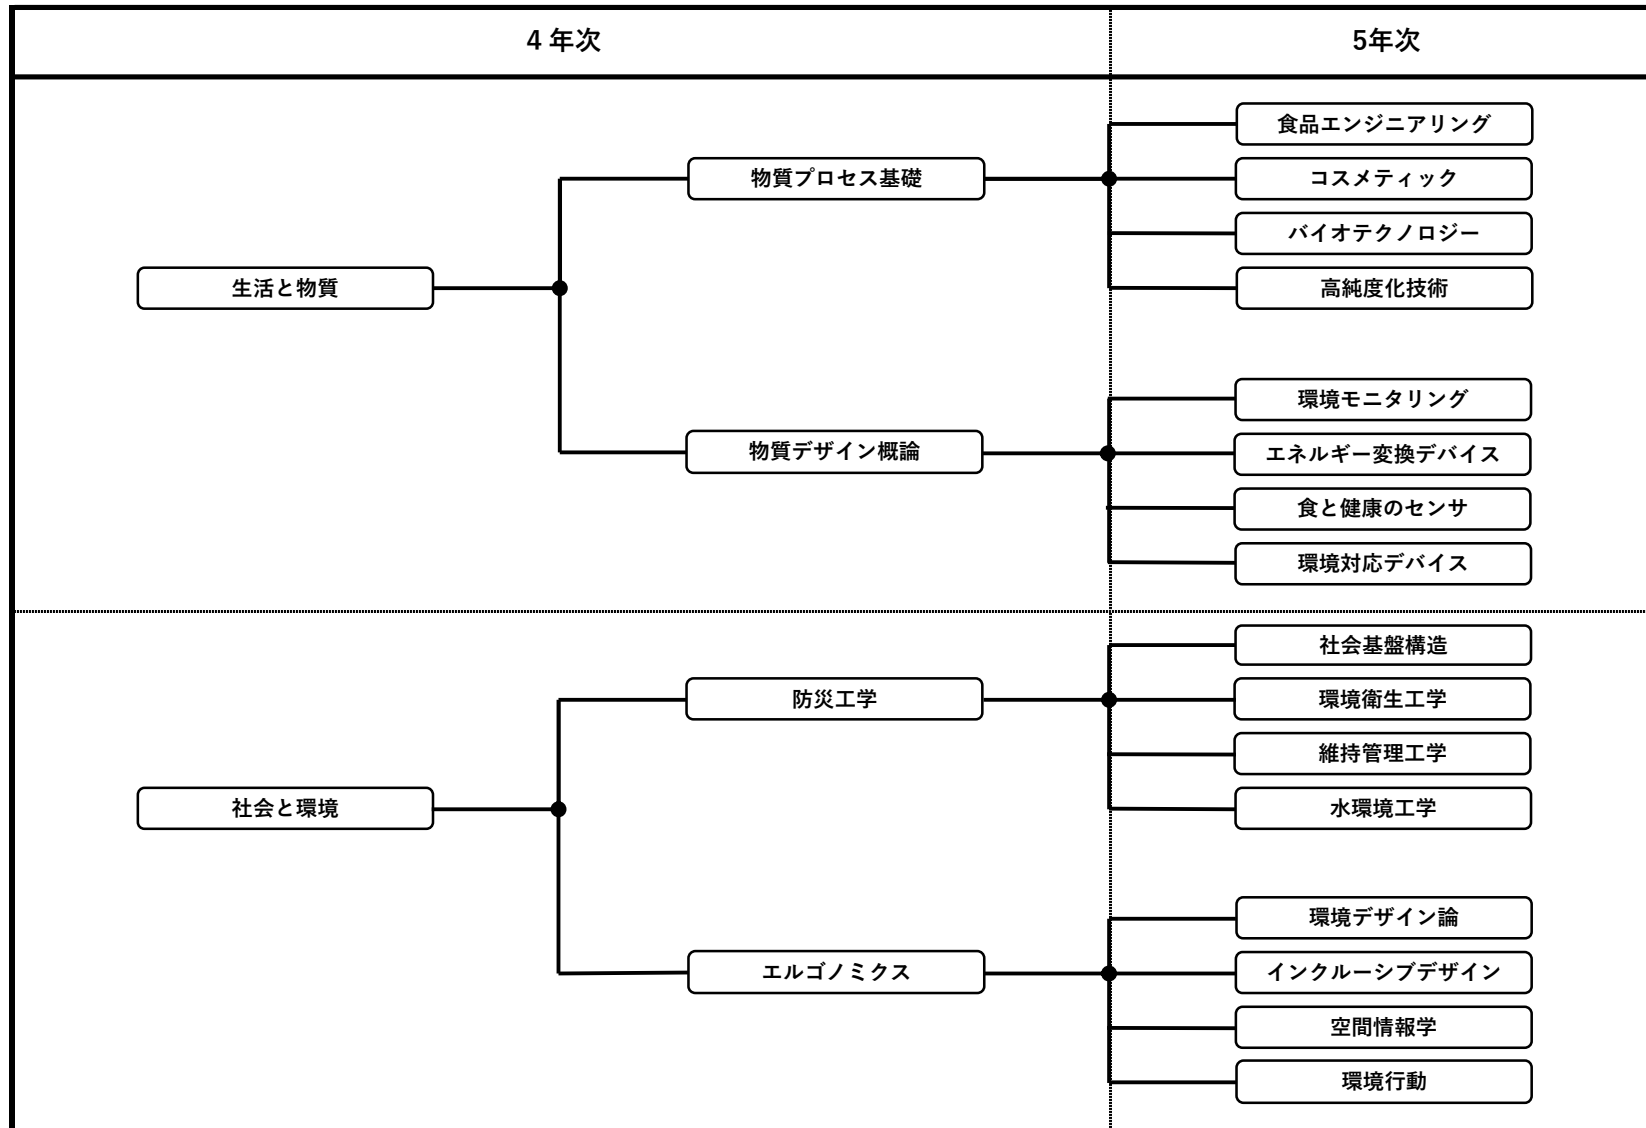 4 年次
5年次
食品エンジニアリング
物質プロセス基礎
コスメティック
バイオテクノロジー
生活と物質
高純度化技術
環境モニタリング
物質デザイン概論
エネルギー変換デバイス
食と健康のセンサ
環境対応デバイス
社会基盤構造
防災工学
環境衛生工学
維持管理工学
社会と環境
水環境工学
環境デザイン論
エルゴノミクス
インクルーシブデザイン
空間情報学
環境行動